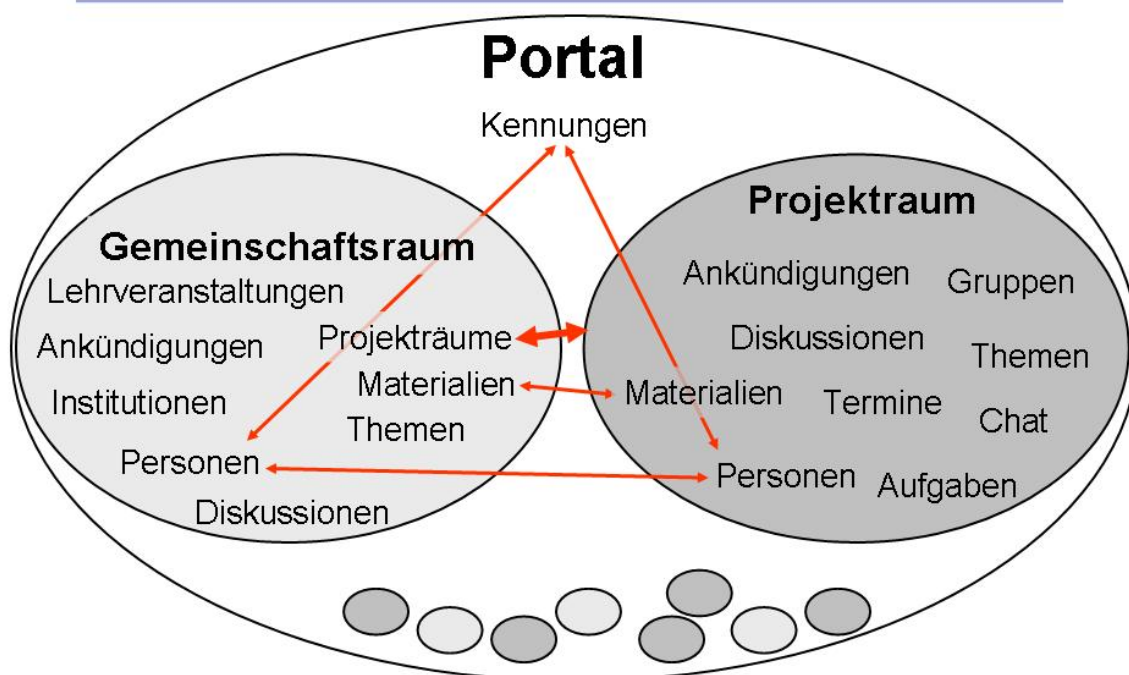 Portal
Kennungen
Gemeinschaftsraum
Lehrveranstaltungen
Ankündigungen
Projekträume
Institutionen
Materialien
Themen
Personen
Diskussionen
Projektraum
Ankündigungen
Gruppen
Diskussionen
Themen
Materialien
Termine
Chat
Personen
Aufgaben